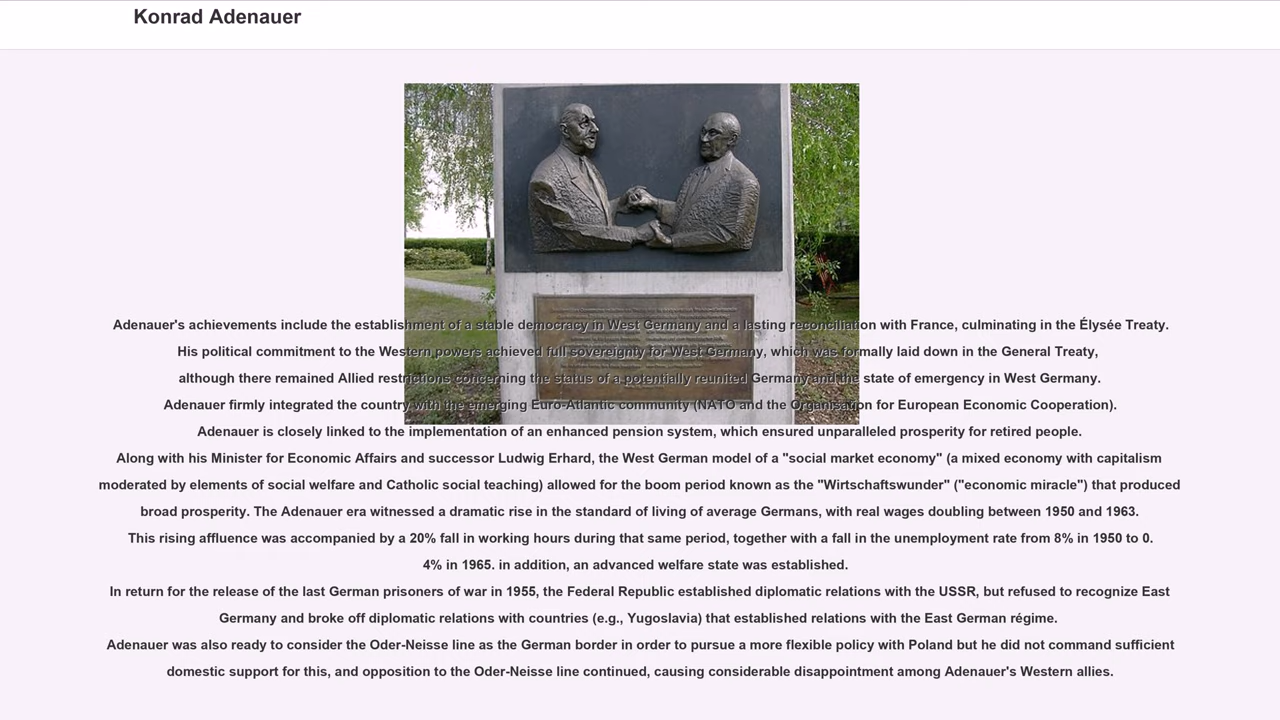 Konrad Adenauer
Adenauer's achievements include the establishment of a stable democracy in West Germany and a lasting reconciliation with France, culminating in the Élysée Treaty.
His political commitment to the Western powers achieved full sovereignty for West Germany, which was formally laid down in the General Treaty,
although there remained Allied restrictions concerning the status of a potentially reunited Germany and the state of emergency in West Germany.
Adenauer firmly integrated the country with the emerging Euro-Atlantic community (NATO and the Organisation for European Economic Cooperation).
Adenauer is closely linked to the implementation of an enhanced pension system, which ensured unparalleled prosperity for retired people.
Along with his Minister for Economic Affairs and successor Ludwig Erhard, the West German model of a "social market economy" (a mixed economy with capitalism
moderated by elements of social welfare and Catholic social teaching) allowed for the boom period known as the "Wirtschaftswunder" ("economic miracle") that produced
broad prosperity. The Adenauer era witnessed a dramatic rise in the standard of living of average Germans, with real wages doubling between 1950 and 1963.
This rising affluence was accompanied by a 20% fall in working hours during that same period, together with a fall in the unemployment rate from 8% in 1950 to 0.
4% in 1965. in addition, an advanced welfare state was established.
In return for the release of the last German prisoners of war in 1955, the Federal Republic established diplomatic relations with the USSR, but refused to recognize East
Germany and broke off diplomatic relations with countries (e.g., Yugoslavia) that established relations with the East German régime.
Adenauer was also ready to consider the Oder-Neisse line as the German border in order to pursue a more flexible policy with Poland but he did not command sufficient
domestic support for this, and opposition to the Oder-Neisse line continued, causing considerable disappointment among Adenauer's Western allies.